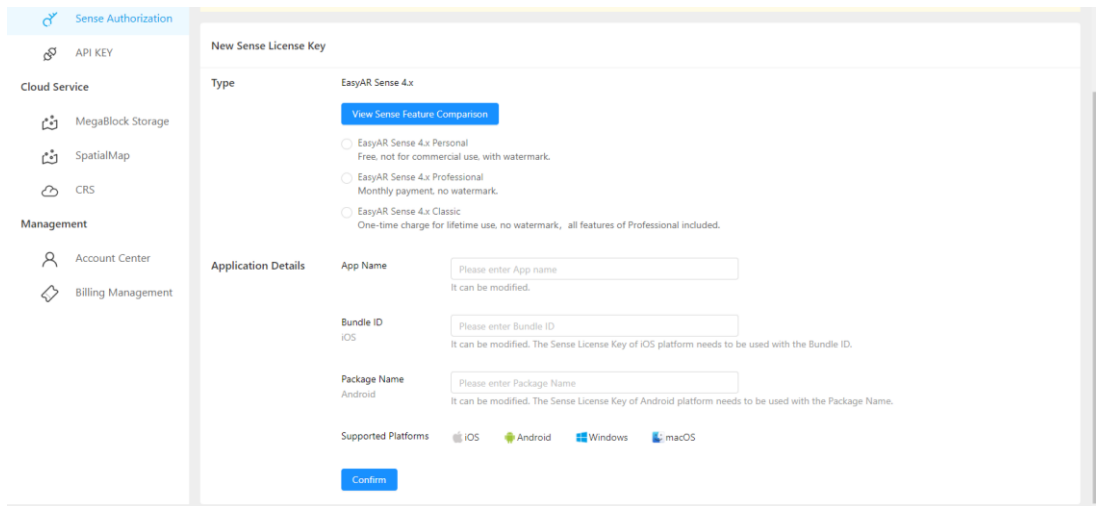 Sense Authorization
API KEY
Cloud Service
MegaBlock Storage
SpatialMap
CRS
Management
Account Center
Billing Management
New Sense License Key
Type
EasyAR Sense 4.x
View Sense Feature Comparison
EasyAR Sense 4.x Personal
Free, not for commercial use, with watermark.
EasyAR Sense 4.x Professional
Monthly payment, no watermark.
EasyAR Sense 4.x Classic
One-time charge for lifetime use, no watermark，all features of Professional included.
Application Details
App Name
Please enter App name
It can be modified.
Bundle ID
iOS
Please enter Bundle ID
It can be modified. The Sense License Key of iOS platform needs to be used with the Bundle ID.
Package Name
Android
Please enter Package Name
It can be modified. The Sense License Key of Android platform needs to be used with the Package Name.
Supported Platforms
iOS
Android
Windows
macOS
Confirm